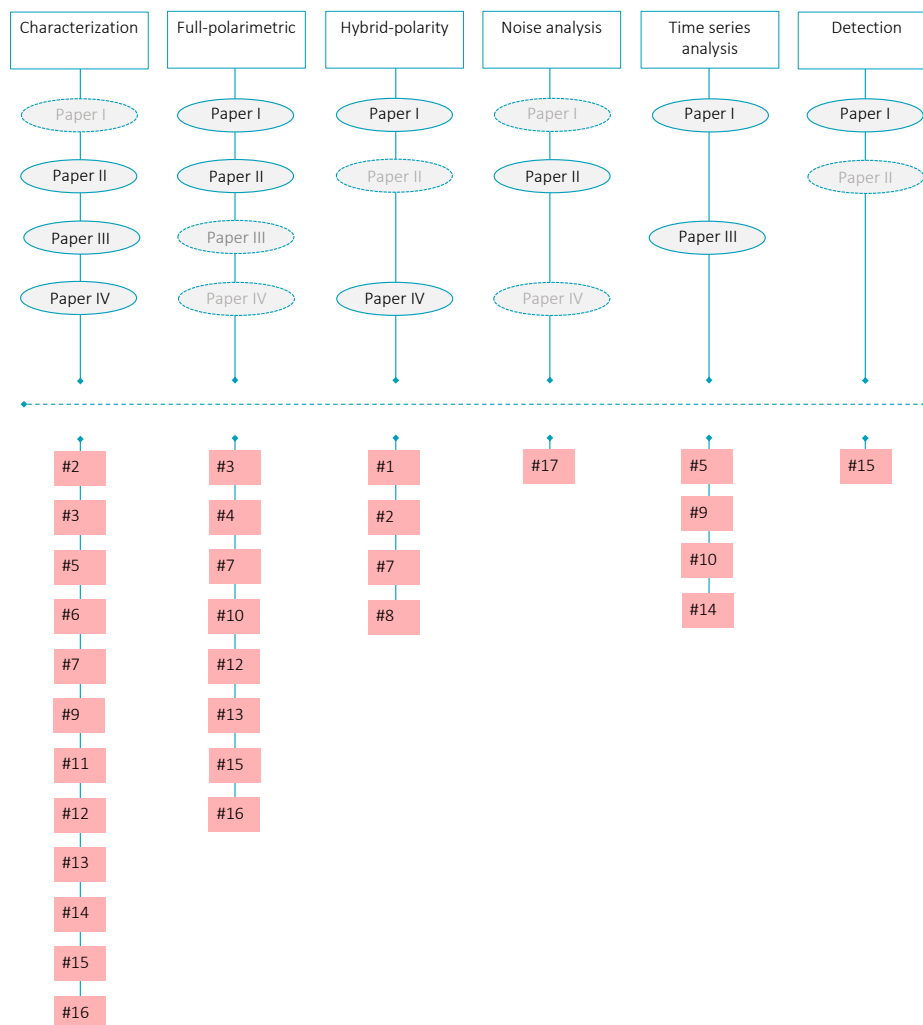 Characterization
Full-polarimetric
Hybrid-polarity
Noise analysis
Time series
analysis
Detection
Paper I
Paper I
Paper I
Paper I
Paper I
Paper I
Paper II
Paper II
Paper II
Paper II
Paper II
Paper III
Paper III
Paper III
Paper IV
Paper IV
Paper IV
Paper IV
#2
#3
#5
#6
#7
#9
#11
#12
#13
#14
#15
#16
#3
#4
#7
#10
#12
#13
#15
#16
#1
#2
#7
#8
#17
#5
#9
#10
#14
#15